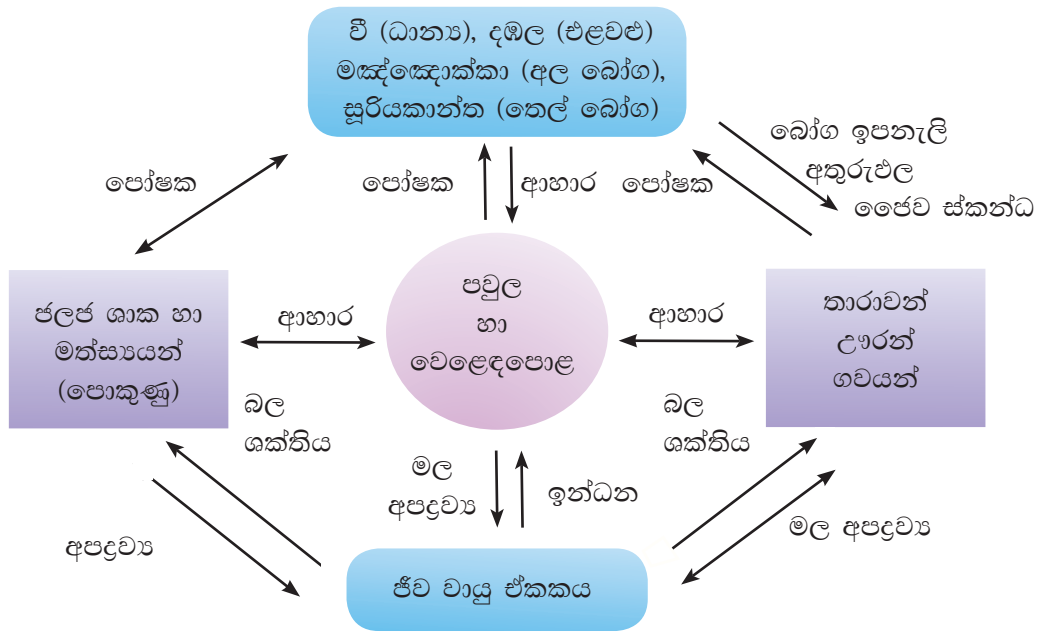 වී (ධාන්‍ය), දඹල (එළවළු)
මඤ්ඤොක්කා (අල බෝග),
සූරියකාන්ත (තෙල් බෝග)
බෝග ඉපනැලි
අතුරුඵල
ජෛව ස්කන්ධ
පෝෂක
පෝෂක
ආහාර
පෝෂක
ජලජ ශාක හා
මත්ස්‍යයන්
(පොකුණු)
ආහාර
පවුල
හා
වෙළෙඳපොළ
ආහාර
තාරාවන්
ඌරන්
ගවයන්
බල
ශක්තිය
බල
ශක්තිය
මල
අපද්‍රව්‍ය
ඉන්ධන
අපද්‍රව්‍ය
මල අපද්‍රව්‍ය
ජීව වායු ඒකකය